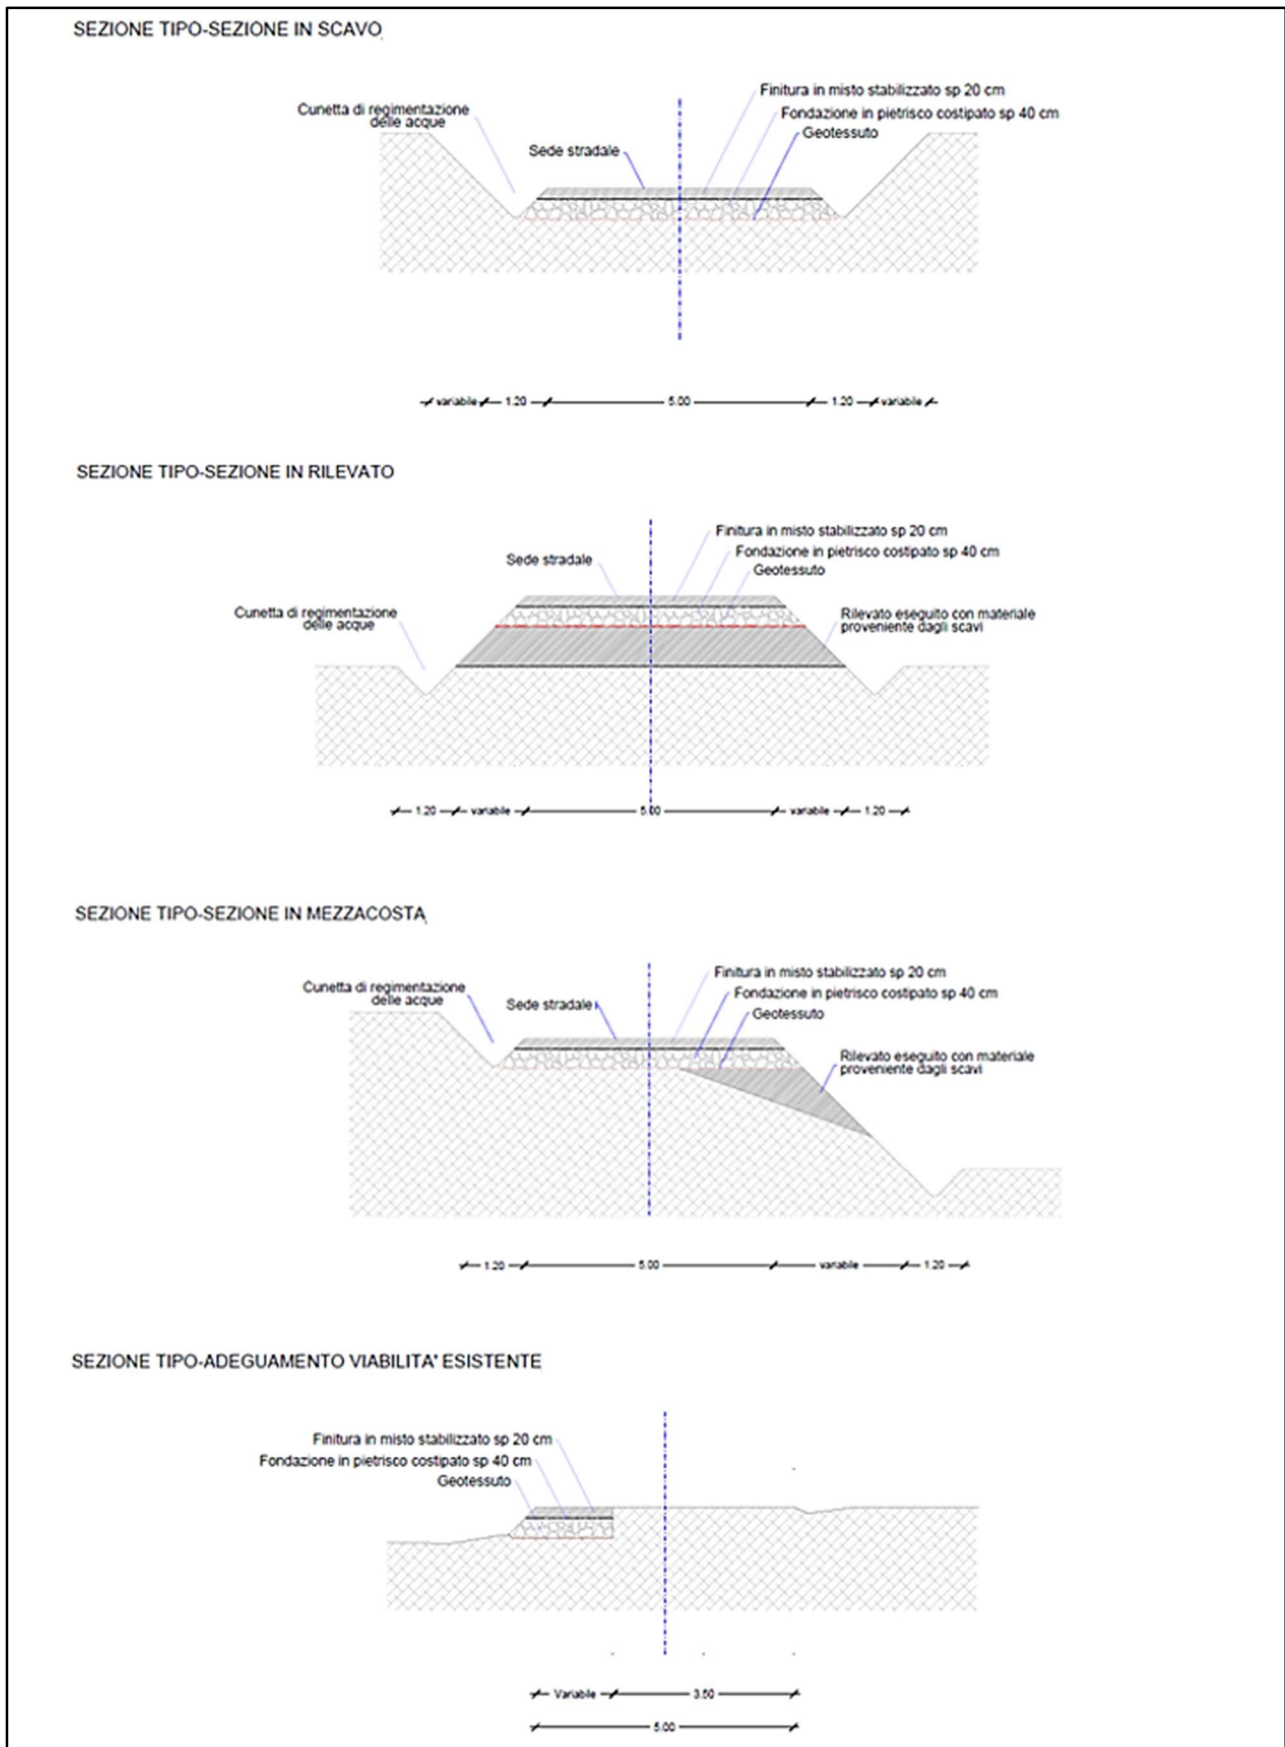 SEZIONE TIPO-SEZIONE IN SCAVO
Finitura in misto stabilizzato sp 20 cm
Cunetta di regimentazione
delle acque
Fondazione in pietrisco costipato sp 40 cm
Geotessuto
Sede stradale
variabile 1.20 5.00 1.20 variabile
SEZIONE TIPO-SEZIONE IN RILEVATO
Finitura in misto stabilizzato sp 20 cm
Fondazione in pietrisco costipato sp 40 cm
Sede stradale
Geotessuto
Cunetta di regimentazione
delle acque
Rilevato eseguito con materiale
proveniente dagli scavi
1.20 variabile 5.00 variabile 1.20
SEZIONE TIPO-SEZIONE IN MEZZACOSTA
Finitura in misto stabilizzato sp 20 cm
Cunetta di regimentazione
delle acque
Fondazione in pietrisco costipato sp 40 cm
Sede stradale
Geotessuto
Rilevato eseguito con materiale
proveniente dagli scavi
1.20 5.00 variabile 1.20
SEZIONE TIPO-ADEGUAMENTO VIABILITA' ESISTENTE
Finitura in misto stabilizzato sp 20 cm
Fondazione in pietrisco costipato sp 40 cm
Geotessuto
Variabile 3.50
5.00